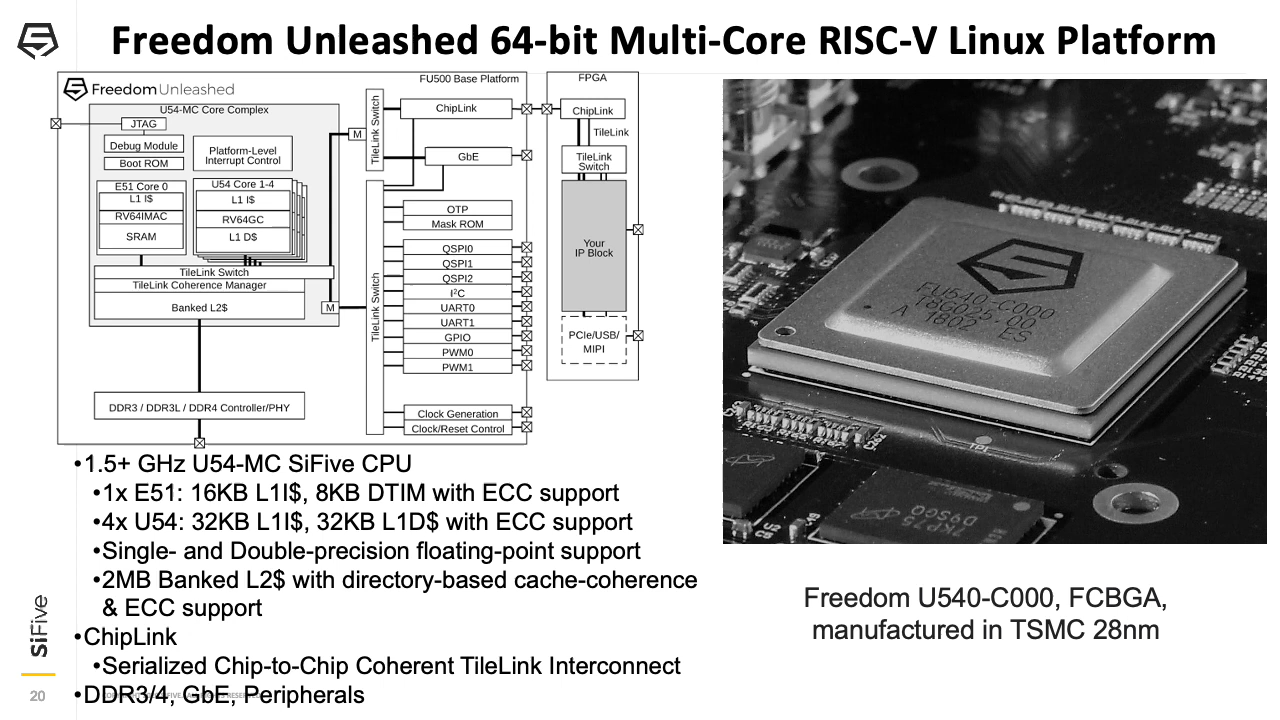 Freedom Unleashed 64-bit Multi-Core RISC-V Linux Platform
Freedom Unleashed
FU500 Base Platform
FPGA
U54-MC Core Complex
JTAG
Debug Module
Boot ROM
Platform-Level
Interrupt Control
E51 Core 0
L1 I$
RV64IMAC
SRAM
U54 Core 1-4
L1 I$
RV64GC
L1 D$
TileLink Switch
TileLink Coherence Manager
Banked L2$
M
M
DDR3 / DDR3L / DDR4 Controller/PHY
TileLink Switch
TileLink Switch
ChipLink
GbE
OTP
Mask ROM
QSPI0
QSPI1
QSPI2
I²C
UART0
UART1
GPIO
PWM0
PWM1
Clock Generation
Clock/Reset Control
ChipLink
TileLink
TileLink
Switch
Your
IP Block
PCIe/USB/
MIPI
FU540-C000
T8G025-00
A 1802 ES
7KP75
D9SGO
•1.5+ GHz U54-MC SiFive CPU
•1x E51: 16KB L1I$, 8KB DTIM with ECC support
•4x U54: 32KB L1I$, 32KB L1D$ with ECC support
•Single- and Double-precision floating-point support
•2MB Banked L2$ with directory-based cache-coherence
& ECC support
•ChipLink
•Serialized Chip-to-Chip Coherent TileLink Interconnect
•DDR3/4, GbE, Peripherals
Freedom U540-C000, FCBGA,
manufactured in TSMC 28nm
SiFive
20